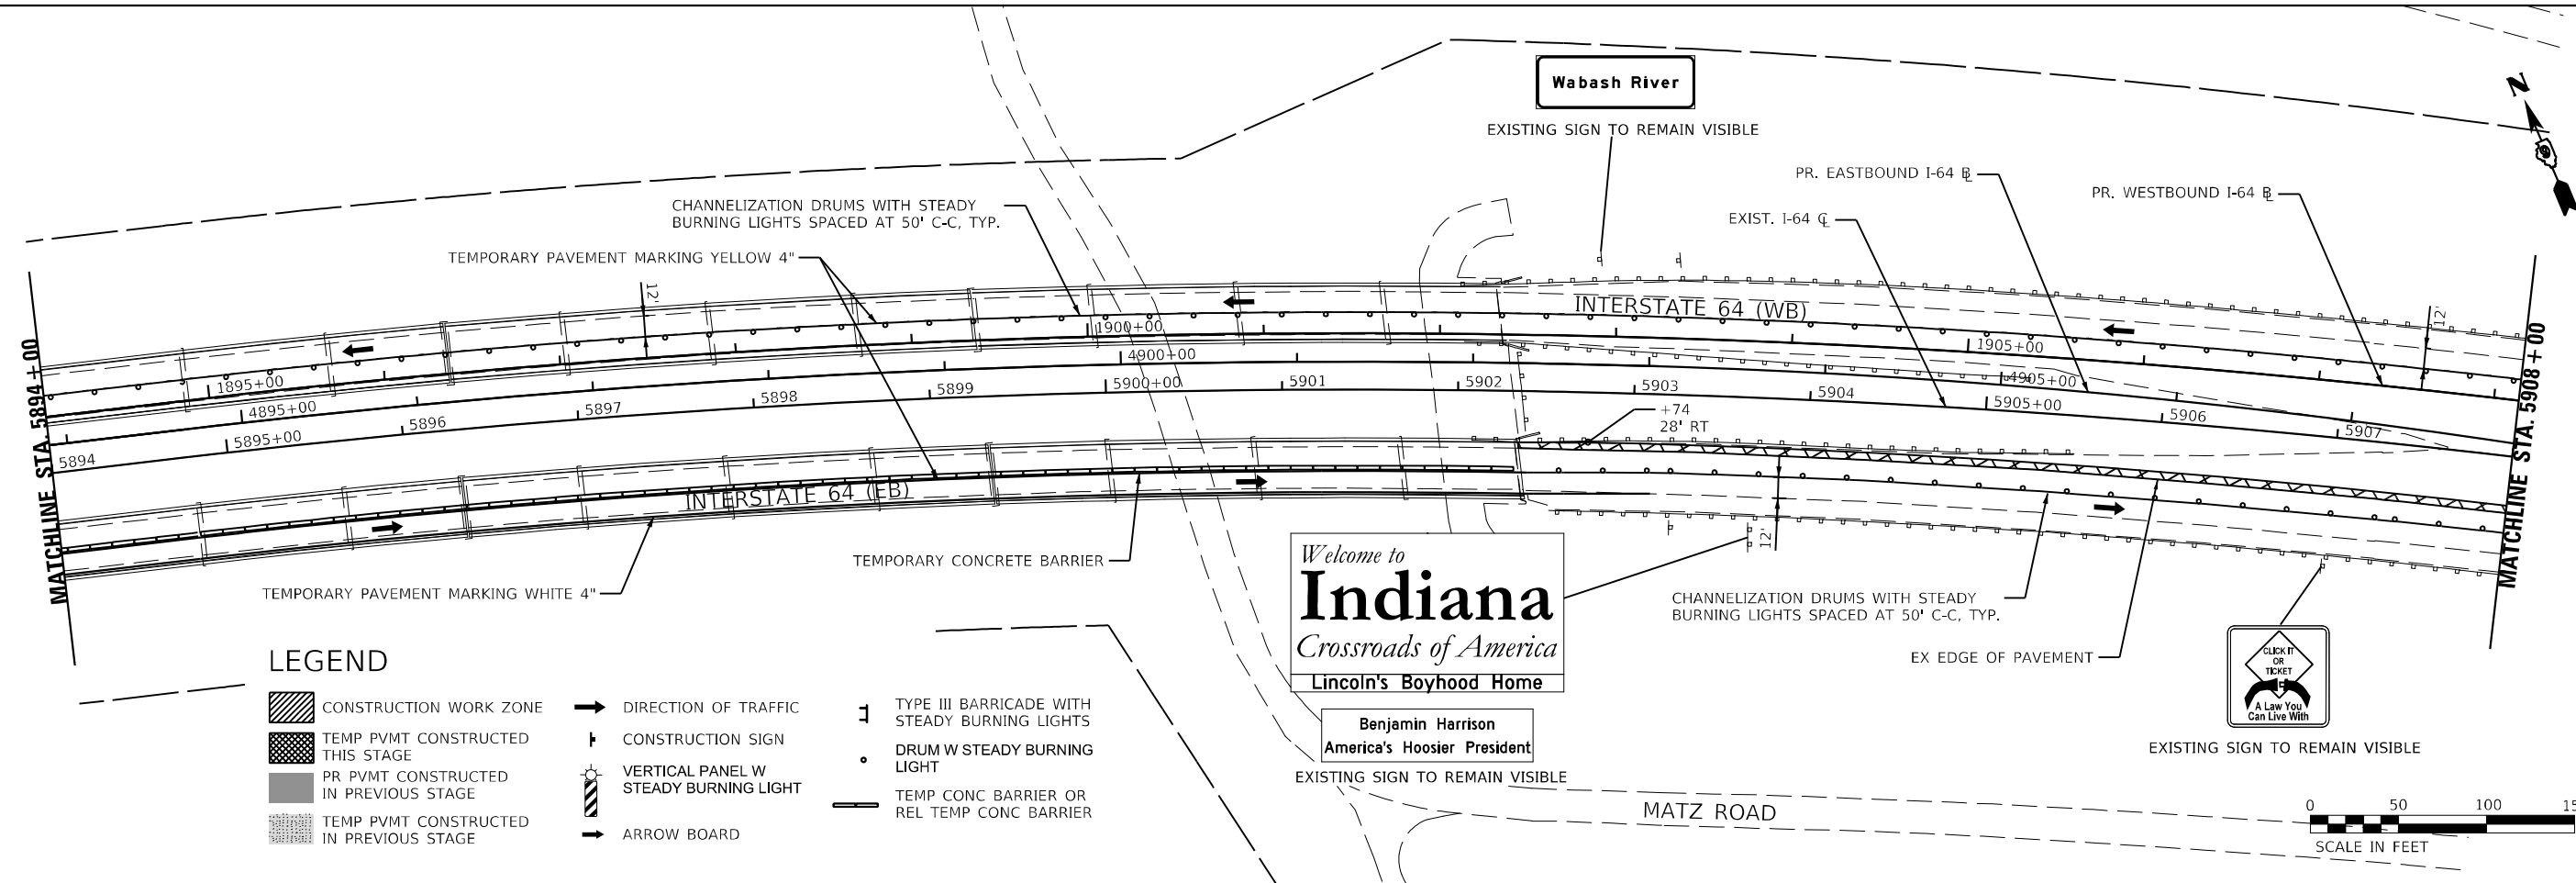 Wabash River
EXISTING SIGN TO REMAIN VISIBLE
N
PR. EASTBOUND I-64 BL
PR. WESTBOUND I-64 BL
CHANNELIZATION DRUMS WITH STEADY
BURNING LIGHTS SPACED AT 50' C-C, TYP.
EXIST. I-64 CL
TEMPORARY PAVEMENT MARKING YELLOW 4"
12'
INTERSTATE 64 (WB)
12'
1895+00
1900+00
1905+00
4895+00
4900+00
4905+00
5894
5895+00
5896
5897
5898
5899
5900+00
5901
5902
5903
5904
5905+00
5906
5907
MATCHLINE STA. 5894+00
MATCHLINE STA. 5908+00
+74
28' RT
INTERSTATE 64 (EB)
12'
TEMPORARY CONCRETE BARRIER
TEMPORARY PAVEMENT MARKING WHITE 4"
Welcome to
Indiana
Crossroads of America
Lincoln's Boyhood Home
Benjamin Harrison
America's Hoosier President
EXISTING SIGN TO REMAIN VISIBLE
CHANNELIZATION DRUMS WITH STEADY
BURNING LIGHTS SPACED AT 50' C-C, TYP.
EX EDGE OF PAVEMENT
CLICK IT
OR
TICKET
A Law You
Can Live With
EXISTING SIGN TO REMAIN VISIBLE
MATZ ROAD
LEGEND
CONSTRUCTION WORK ZONE
TEMP PVMT CONSTRUCTED
THIS STAGE
PR PVMT CONSTRUCTED
IN PREVIOUS STAGE
TEMP PVMT CONSTRUCTED
IN PREVIOUS STAGE
DIRECTION OF TRAFFIC
CONSTRUCTION SIGN
VERTICAL PANEL W
STEADY BURNING LIGHT
ARROW BOARD
TYPE III BARRICADE WITH
STEADY BURNING LIGHTS
DRUM W STEADY BURNING
LIGHT
TEMP CONC BARRIER OR
REL TEMP CONC BARRIER
0 50 100
SCALE IN FEET